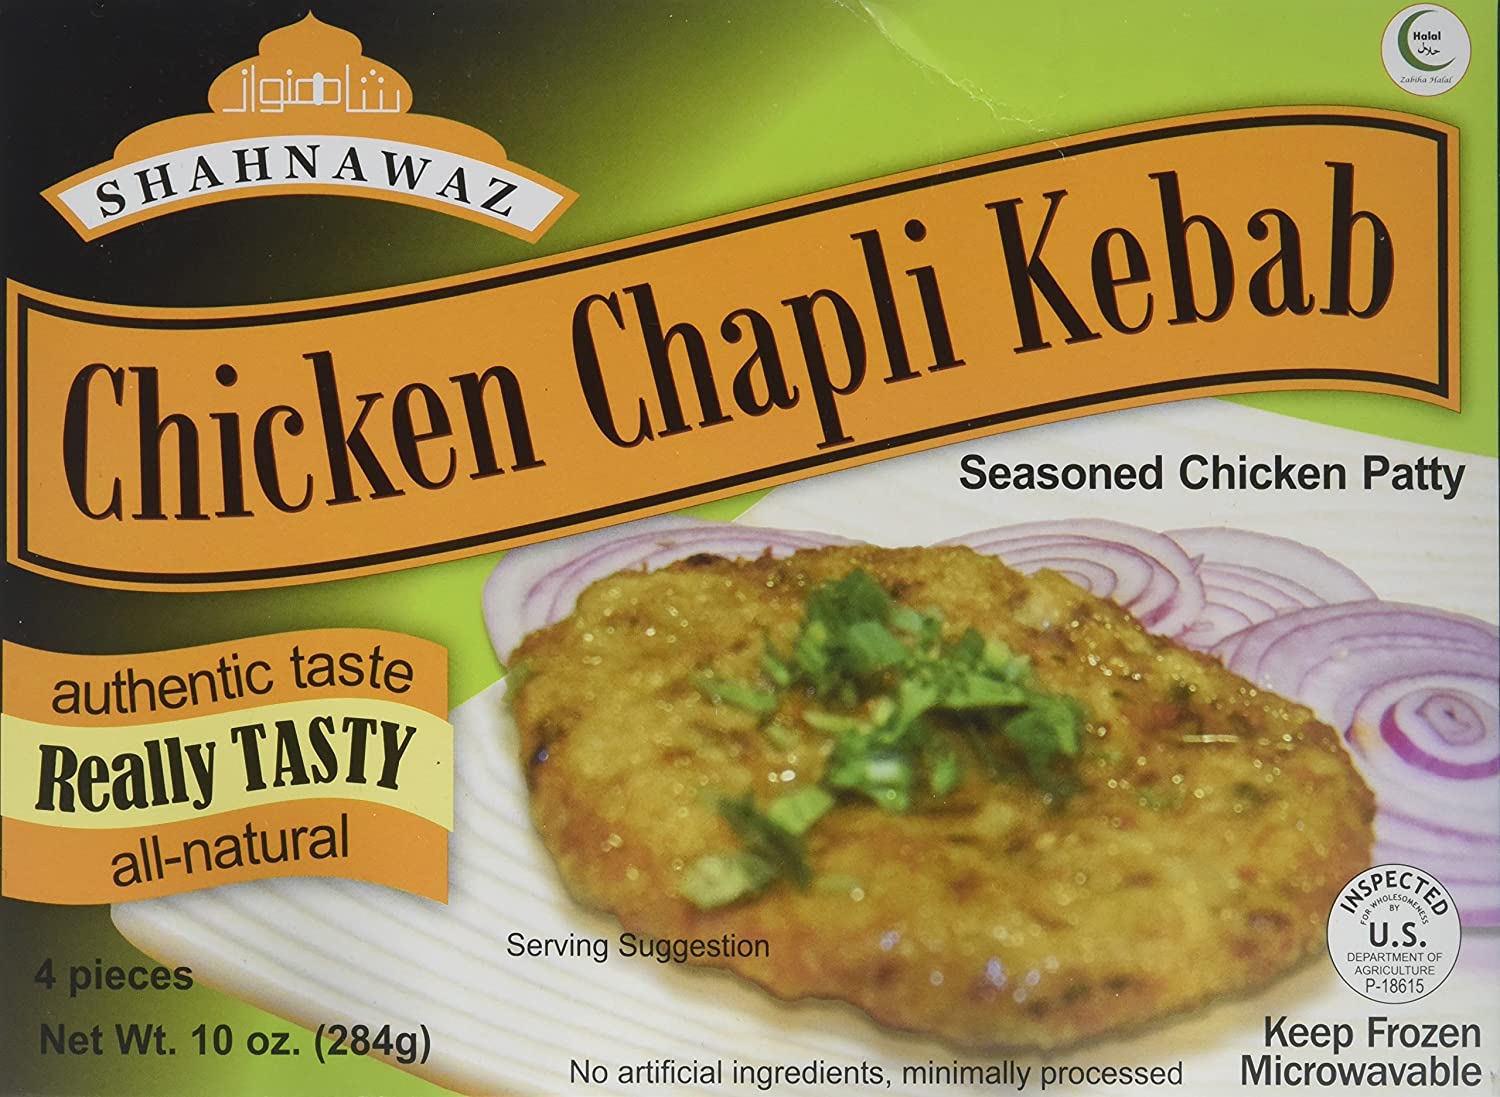 شاهنواز
SHAHNAWAZ
Halal
حلال
Zabiha Halal
Chicken Chapli Kebab
Seasoned Chicken Patty
authentic taste
Really TASTY
all-natural
Serving Suggestion
4 pieces
Net Wt. 10 oz. (284g)
INSPECTED
FOR WHOLESOMENESS
BY
U.S.
DEPARTMENT OF
AGRICULTURE
P-18615
Keep Frozen
Microwavable
No artificial ingredients, minimally processed